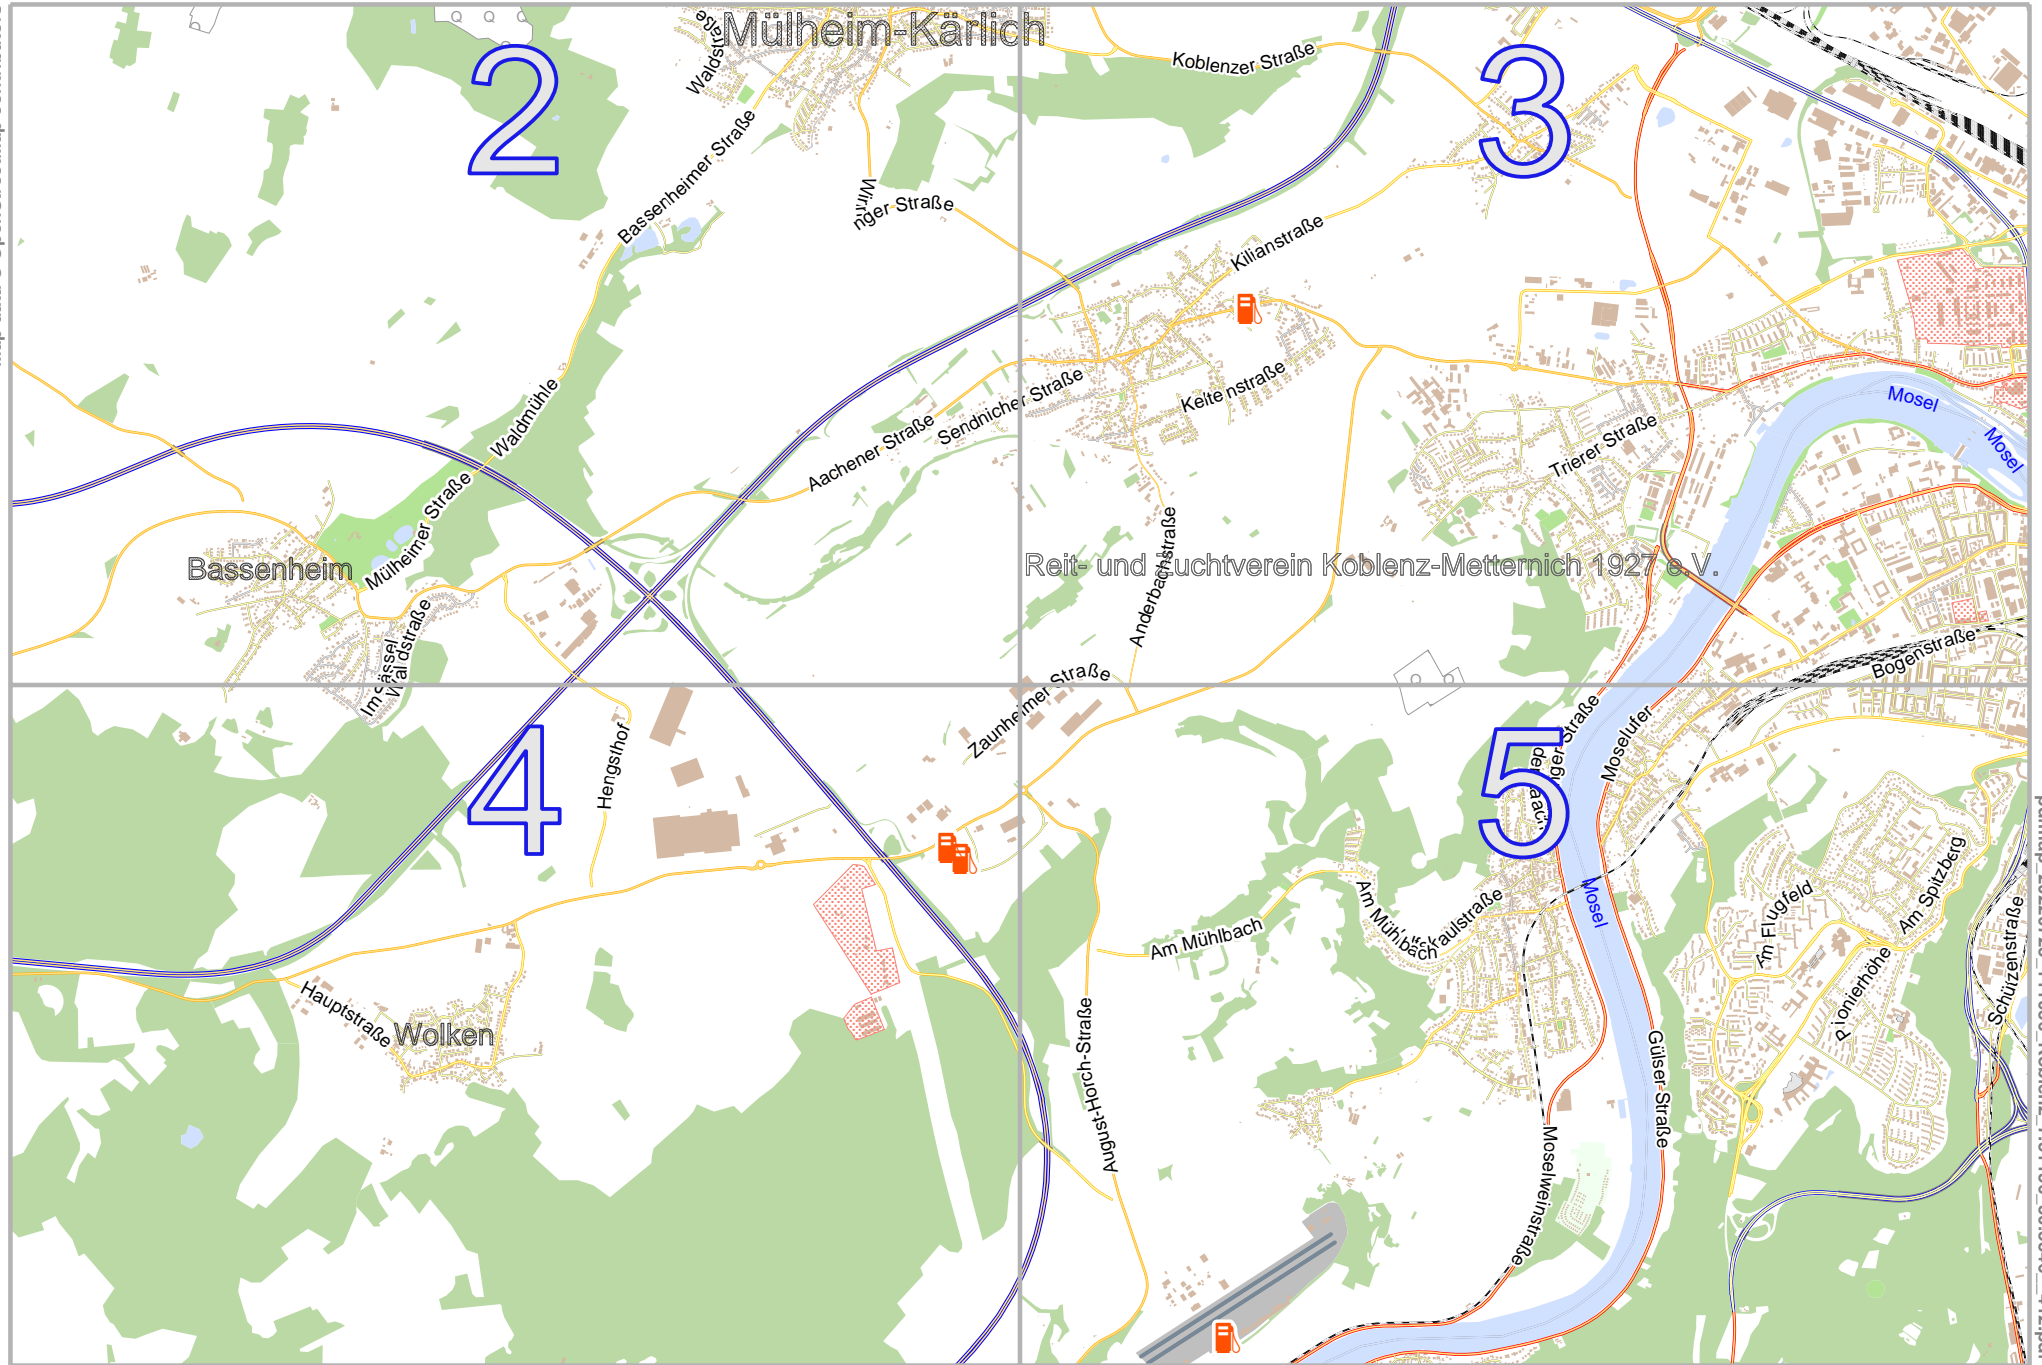 Mülheim-Kärlich
Waldstraße
Koblenzer Straße
2
3
Bassenheimer Straße
nger Straße
Kilianstraße
Waldmühle
Keltenstraße
Sendnicher Straße
Aachener Straße
Trierer Straße
Mosel
Mosel
Mülheimer Straße
Bassenheim
Reit- und Zuchtverein Koblenz-Metternich 1927 e.V.
Anderbachstraße
Waldstraße
Bogenstraße
Zaunheimer Straße
4
5
Hengsthof
Moselufer
Am Spitzberg
Am Flugfeld
Mosel
Am Mühlbach
Am Mühlbach
Pionierhöhe
Schützenstraße
Hauptstraße
Wolken
August-Horch-Straße
Gülser Straße
Moselweinstraße